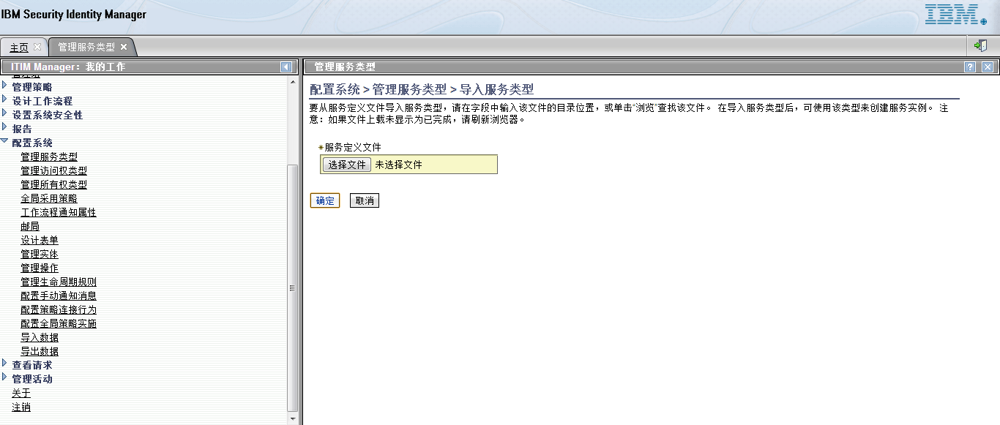 IBM Security Identity Manager
IBM
主页
管理服务类型
ITIM Manager：我的工作
管理策略
设计工作流程
设置系统安全性
报告
配置系统
管理服务类型
管理访问权类型
管理所有权类型
全局采用策略
工作流程通知属性
邮局
设计表单
管理实体
管理操作
管理生命周期规则
配置手动通知消息
配置策略连接行为
配置全局策略实施
导入数据
导出数据
查看请求
管理活动
关于
注销
管理服务类型
?
配置系统 > 管理服务类型 > 导入服务类型
要从服务定义文件导入服务类型，请在字段中输入该文件的目录位置，或单击“浏览”查找该文件。 在导入服务类型后，可使用该类型来创建服务实例。 注
意：如果文件上载未显示为已完成，请刷新浏览器。
*服务定义文件
选择文件 未选择文件
确定 取消